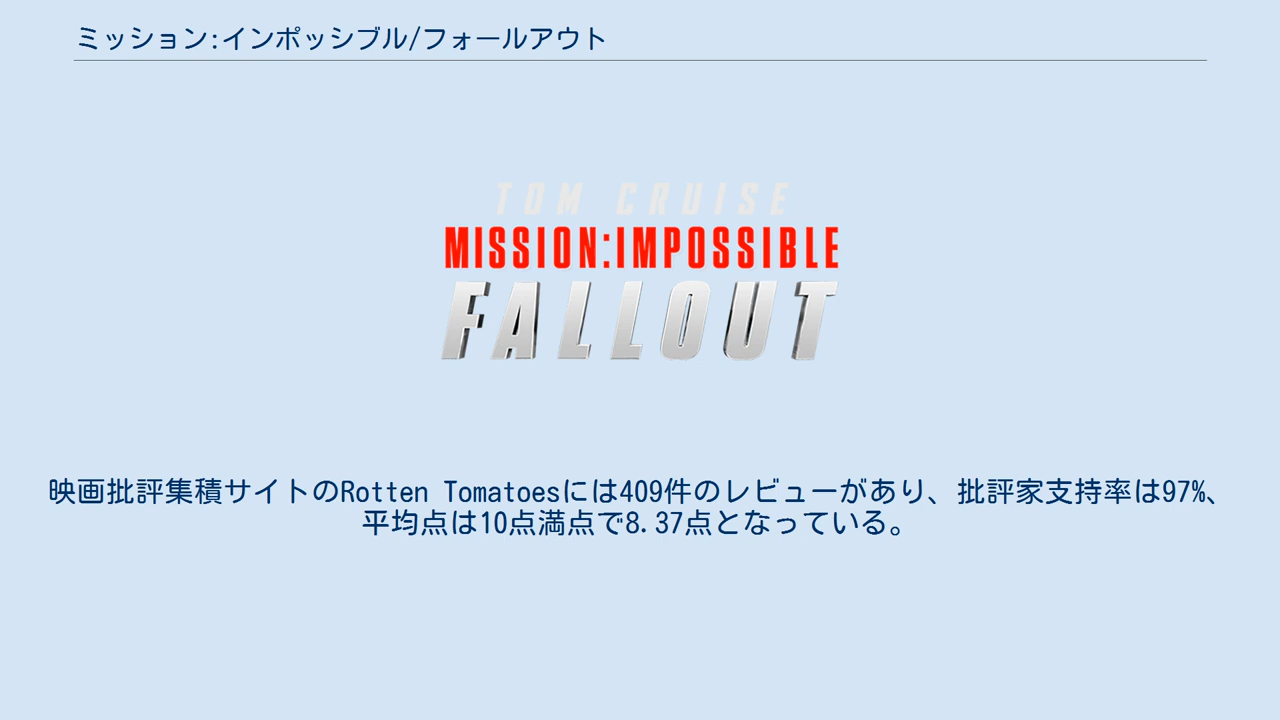 ミッション:インポッシブル/フォールアウト
TOM CRUISE
MISSION:IMPOSSIBLE
FALLOUT
映画批評集積サイトのRotten Tomatoesには409件のレビューがあり、批評家支持率は97%、
平均点は10点満点で8.37点となっている。